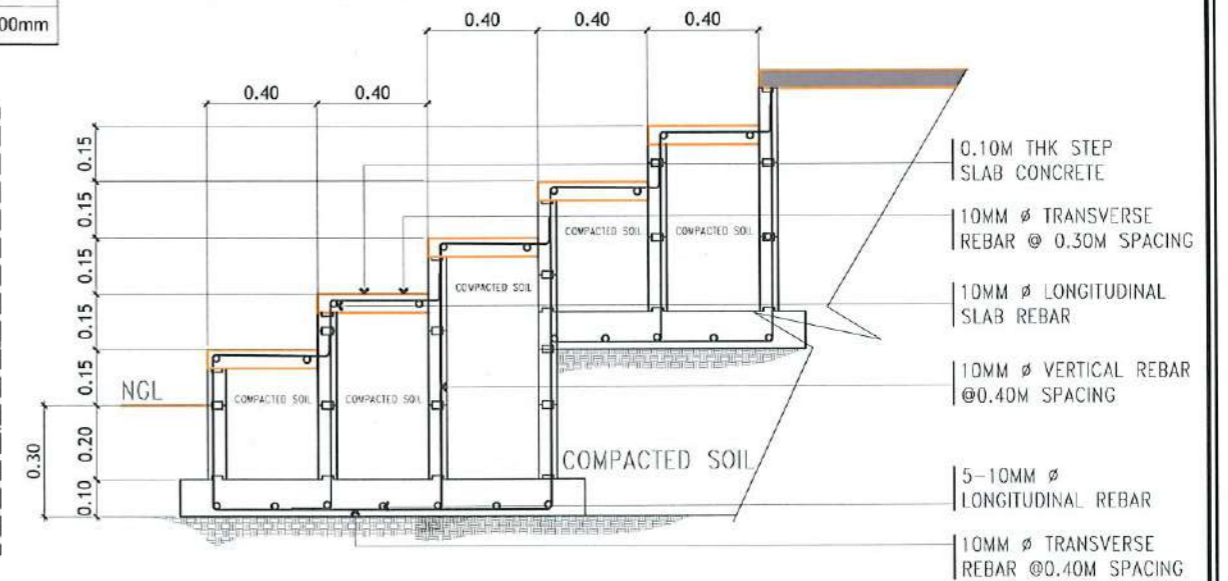 00mm
0.40 0.40 0.40
0.40 0.40
0.15
0.15
0.15
0.15
0.15
0.20
0.10
0.30
NGL
COMPACTED SOIL
COMPACTED SOIL
COMPACTED SOIL
COMPACTED SOIL
COMPACTED SOIL
COMPACTED SOIL
0.10M THK STEP
SLAB CONCRETE
10MM Ø TRANSVERSE
REBAR @ 0.30M SPACING
10MM Ø LONGITUDINAL
SLAB REBAR
10MM Ø VERTICAL REBAR
@0.40M SPACING
5-10MM Ø
LONGITUDINAL REBAR
10MM Ø TRANSVERSE
REBAR @0.40M SPACING